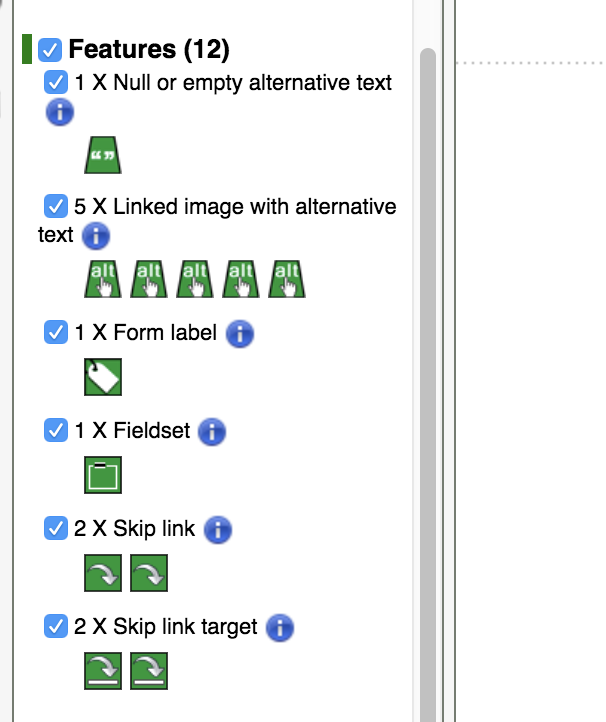 Features (12)
1 X Null or empty alternative text
i
“ ”
5 X Linked image with alternative
text i
alt alt alt alt alt
1 X Form label i
1 X Fieldset i
2 X Skip link i
2 X Skip link target i